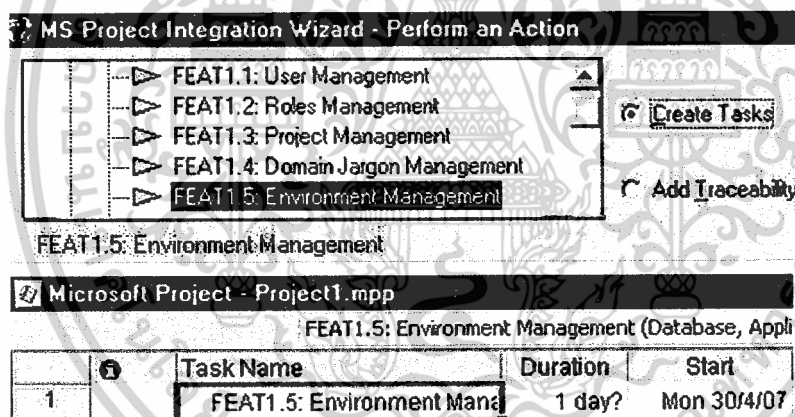 MS Project Integration Wizard - Perform an Action
FEAT1.1: User Management
FEAT1.2: Roles Management
FEAT1.3: Project Management
FEAT1.4: Domain Jargon Management
FEAT1.5: Environment Management
Create Tasks
Add Traceability
FEAT1.5: Environment Management
Microsoft Project - Project1.mpp
FEAT1.5: Environment Management (Database, Appli
Task Name Duration Start
1 FEAT1.5: Environment Mana 1 day? Mon 30/4/07